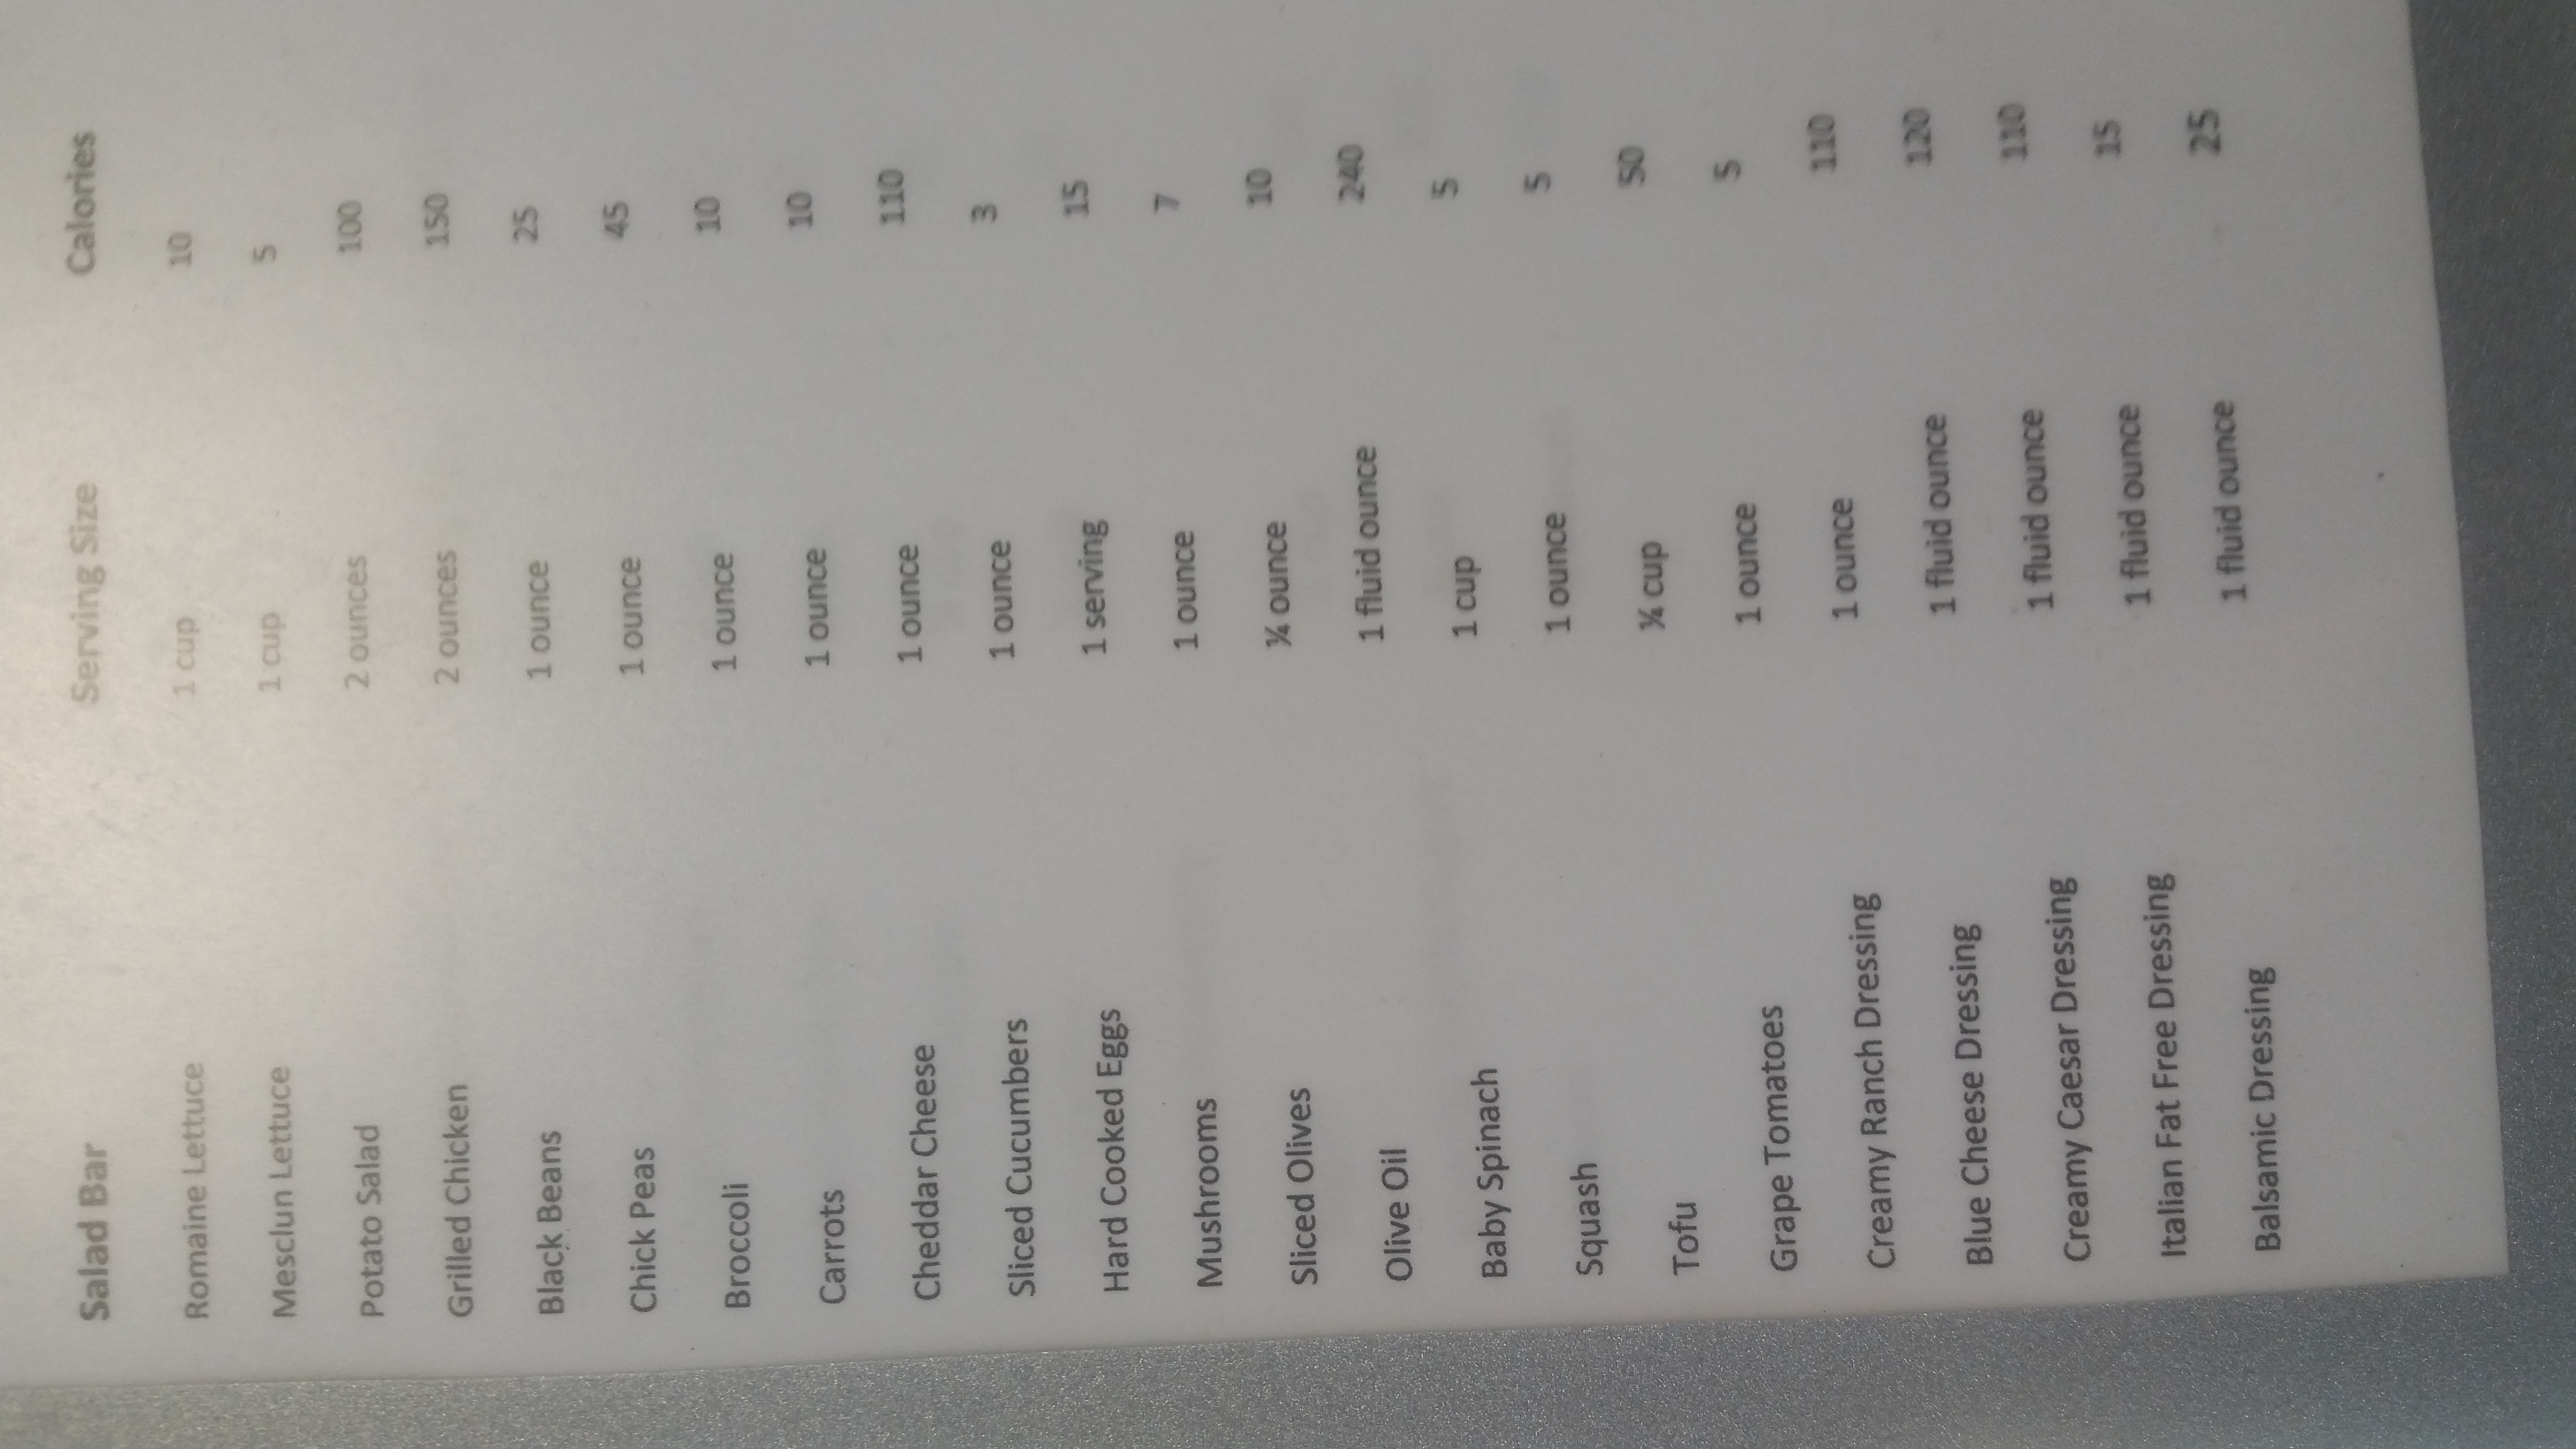 Salad Bar Serving Size Calories
Romaine Lettuce 1 cup 10
Mesclun Lettuce 1 cup 5
Potato Salad 2 ounces 100
Grilled Chicken 2 ounces 150
Black Beans 1 ounce 25
Chick Peas 1 ounce 45
Broccoli 1 ounce 10
Carrots 1 ounce 10
Cheddar Cheese 1 ounce 110
Sliced Cucumbers 1 ounce 3
Hard Cooked Eggs 1 serving 15
Mushrooms 1 ounce 7
Sliced Olives ¼ ounce 10
Olive Oil 1 fluid ounce 240
Baby Spinach 1 cup 5
Squash 1 ounce 5
Tofu ¼ cup 50
Grape Tomatoes 1 ounce 5
Creamy Ranch Dressing 1 ounce 110
Blue Cheese Dressing 1 fluid ounce 120
Creamy Caesar Dressing 1 fluid ounce 110
Italian Fat Free Dressing 1 fluid ounce 15
Balsamic Dressing 1 fluid ounce 25